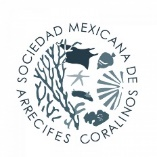 SOCIEDAD MEXICANA DE
ARRECIFES CORALINOS